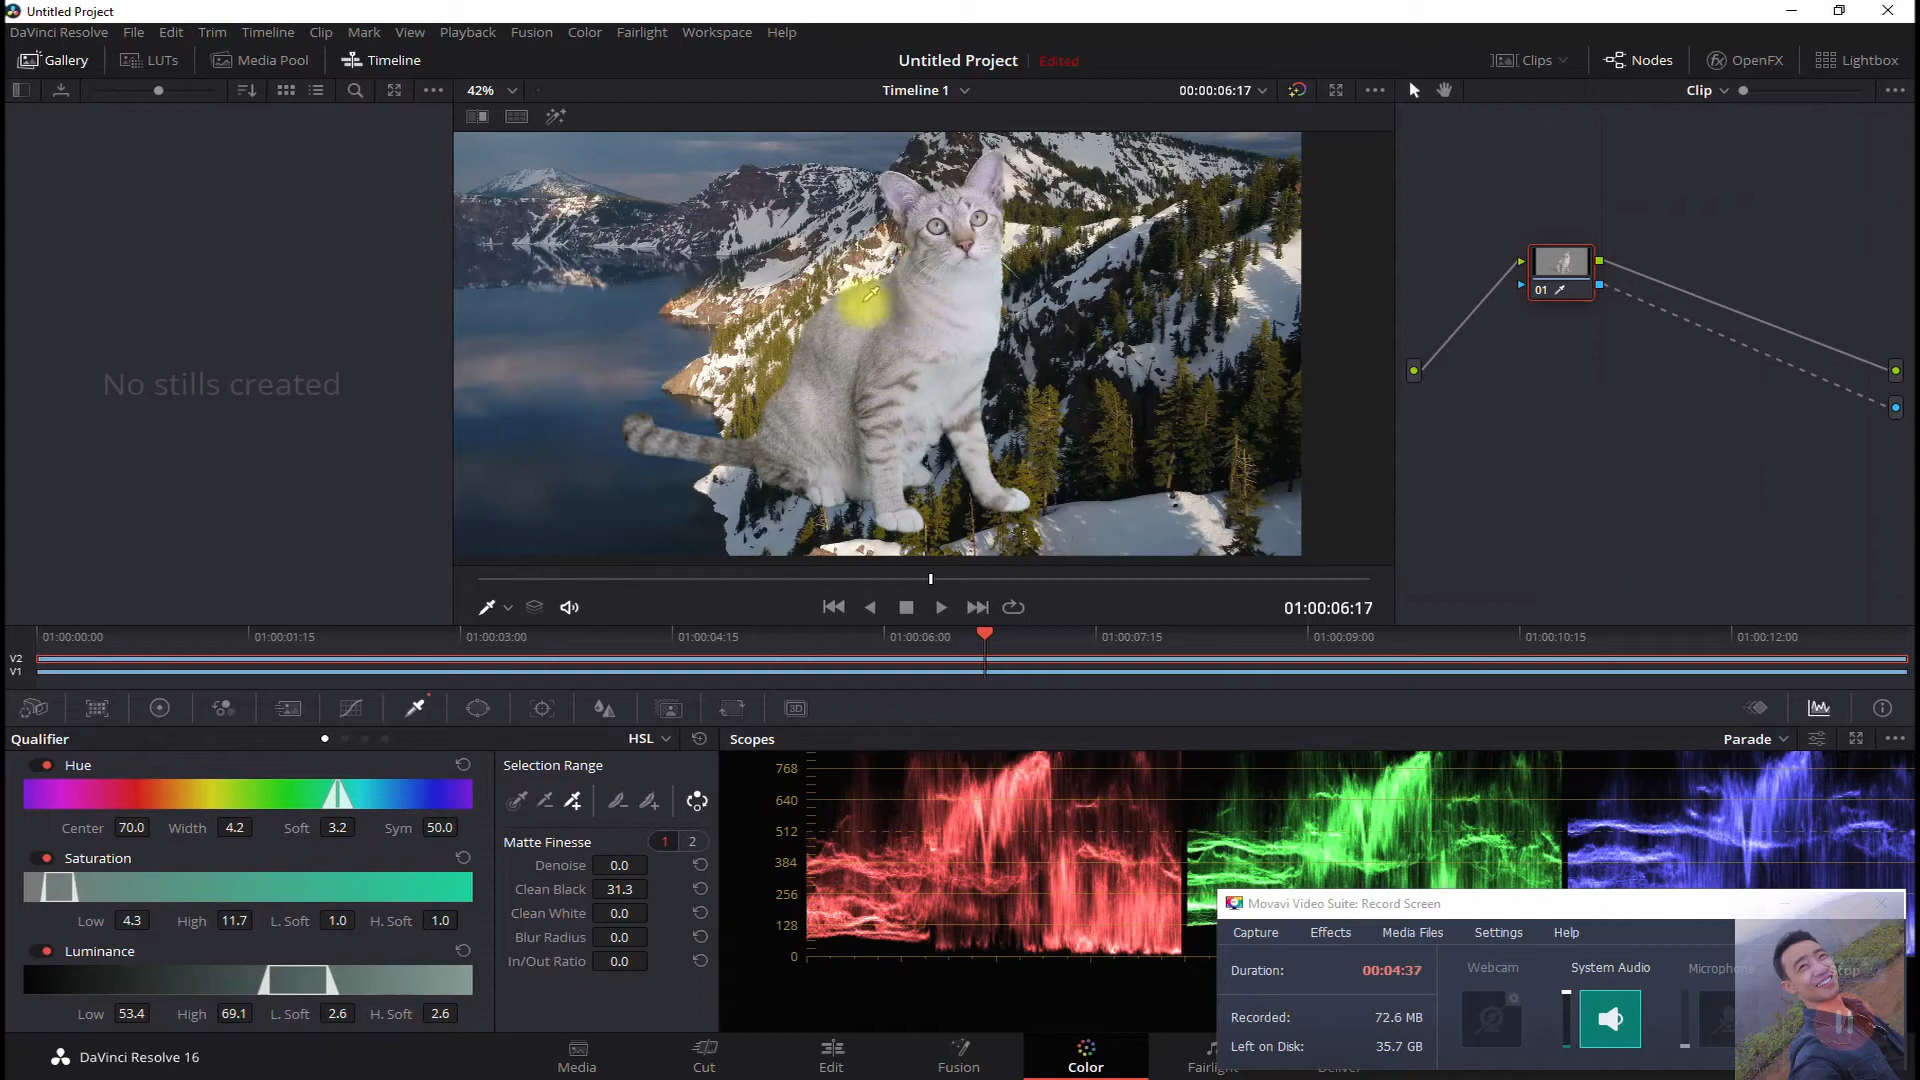 Untitled Project
DaVinci Resolve File Edit Trim Timeline Clip Mark View Playback Fusion Color Fairlight Workspace Help
Gallery LUTs Media Pool Timeline Untitled Project Edited Clips Nodes OpenFX Lightbox
42% Timeline 1 00:00:06:17 Clip
No stills created
01
01:00:06:17
01:00:00:00 01:00:01:15 01:00:03:00 01:00:04:15 01:00:06:00 01:00:07:15 01:00:09:00 01:00:10:15 01:00:12:00
V2
V1
3D
Qualifier HSL Scopes Parade
Hue
Center 70.0 Width 4.2 Soft 3.2 Sym 50.0
Saturation
Low 4.3 High 11.7 L. Soft 1.0 H. Soft 1.0
Luminance
Low 53.4 High 69.1 L. Soft 2.6 H. Soft 2.6
Selection Range
Matte Finesse 1 2
Denoise 0.0
Clean Black 31.3
Clean White 0.0
Blur Radius 0.0
In/Out Ratio 0.0
768
640
512
384
256
128
0
Movavi Video Suite: Record Screen
Capture Effects Media Files Settings Help
Duration: 00:04:37 Webcam System Audio Microphone Stop
Recorded: 72.6 MB
Left on Disk: 35.7 GB
DaVinci Resolve 16 Media Cut Edit Fusion Color Fairlight Deliver